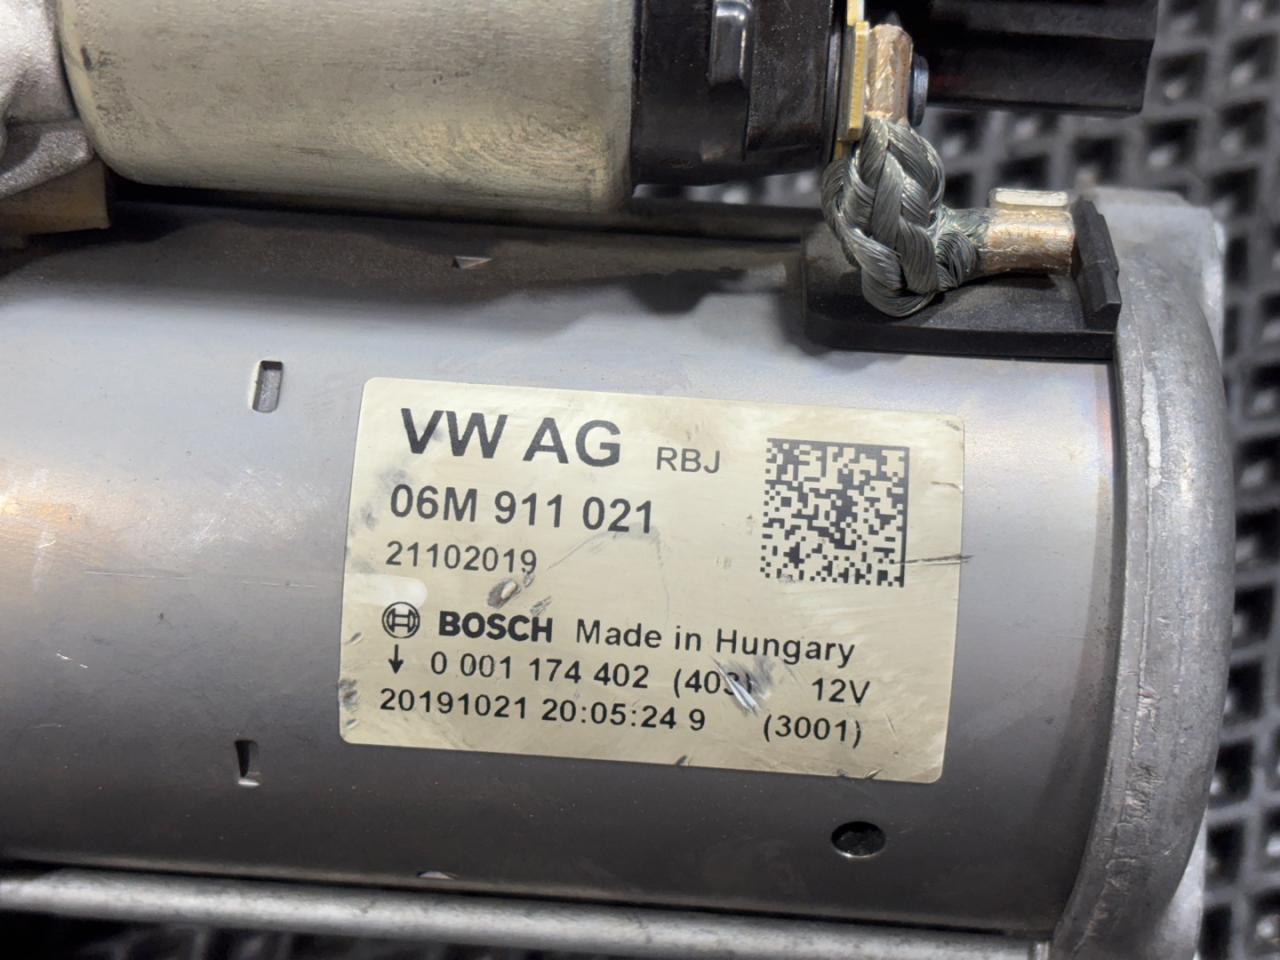 VW AG RBJ
06M 911 021
21102019
BOSCH Made in Hungary
0 001 174 402 (403) 12V
20191021 20:05:24 9 (3001)